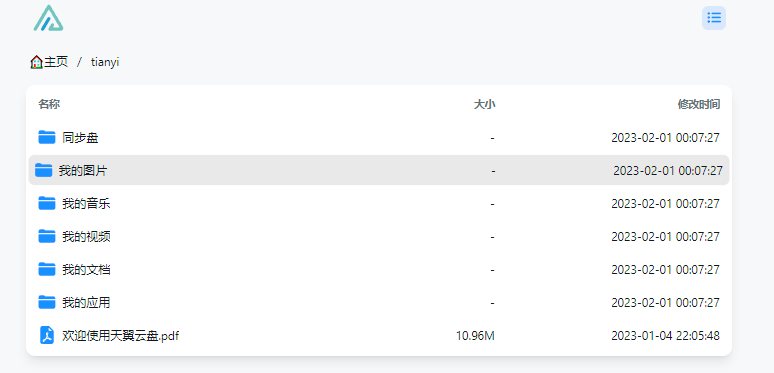 主页 / tianyi
名称 大小 修改时间
同步盘 - 2023-02-01 00:07:27
我的图片 - 2023-02-01 00:07:27
我的音乐 - 2023-02-01 00:07:27
我的视频 - 2023-02-01 00:07:27
我的文档 - 2023-02-01 00:07:27
我的应用 - 2023-02-01 00:07:27
欢迎使用天翼云盘.pdf 10.96M 2023-01-04 22:05:48